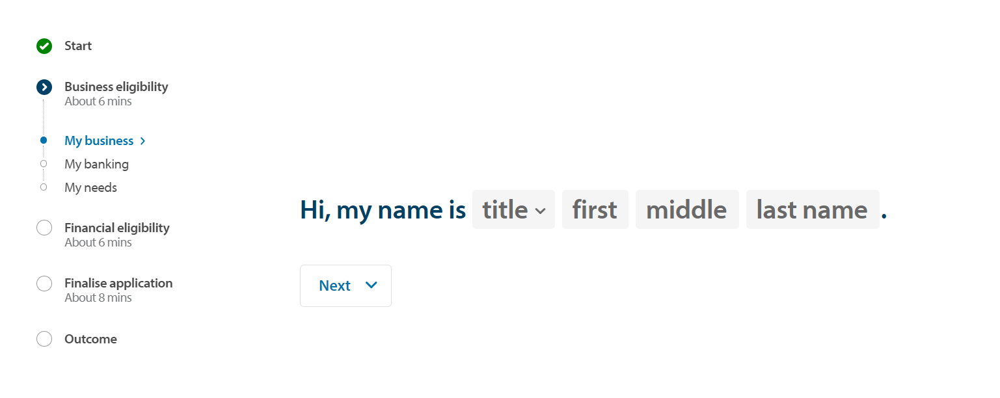 Start
Business eligibility
About 6 mins
My business
My banking
My needs
Financial eligibility
About 6 mins
Finalise application
About 8 mins
Outcome
Hi, my name is title first middle last name.
Next